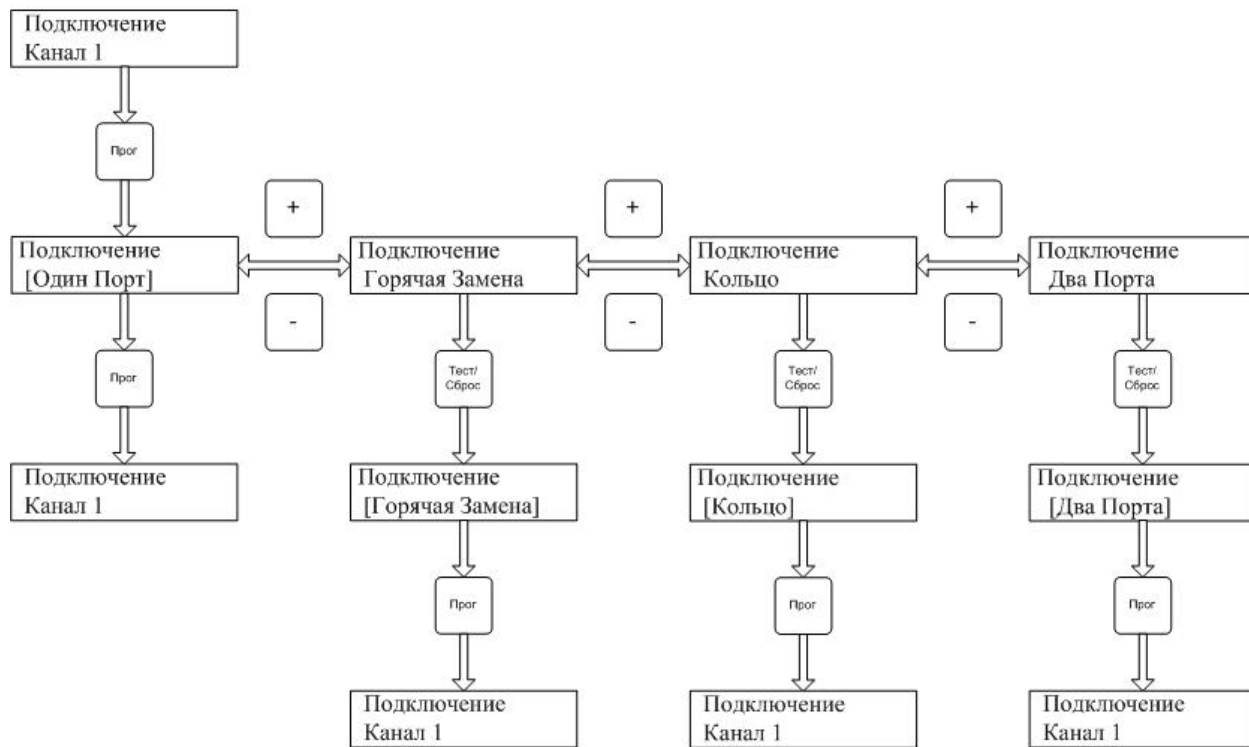 Подключение
Канал 1
Прог
+
+
+
Подключение
[Один Порт]
Подключение
Горячая Замена
Подключение
Кольцо
Подключение
Два Порта
-
-
-
Прог
Тест/
Сброс
Тест/
Сброс
Тест/
Сброс
Подключение
Канал 1
Подключение
[Горячая Замена]
Подключение
[Кольцо]
Подключение
[Два Порта]
Прог
Прог
Прог
Подключение
Канал 1
Подключение
Канал 1
Подключение
Канал 1